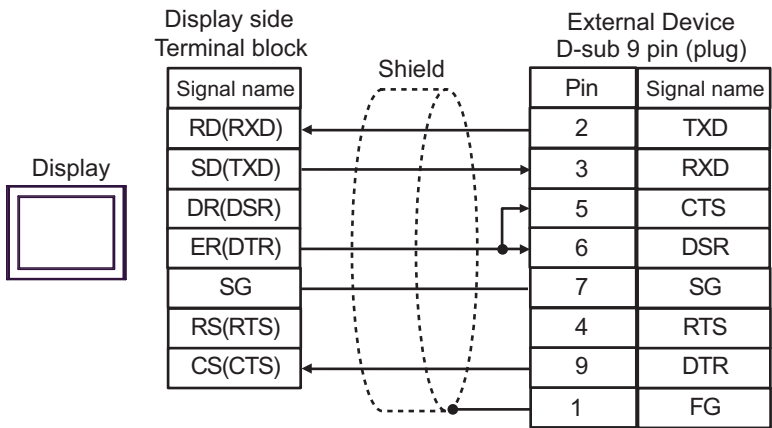 Display side
Terminal block
External Device
D-sub 9 pin (plug)
Shield
Signal name
Pin
Signal name
RD(RXD)
2
TXD
SD(TXD)
3
RXD
Display
DR(DSR)
5
CTS
ER(DTR)
6
DSR
SG
7
SG
RS(RTS)
4
RTS
CS(CTS)
9
DTR
1
FG